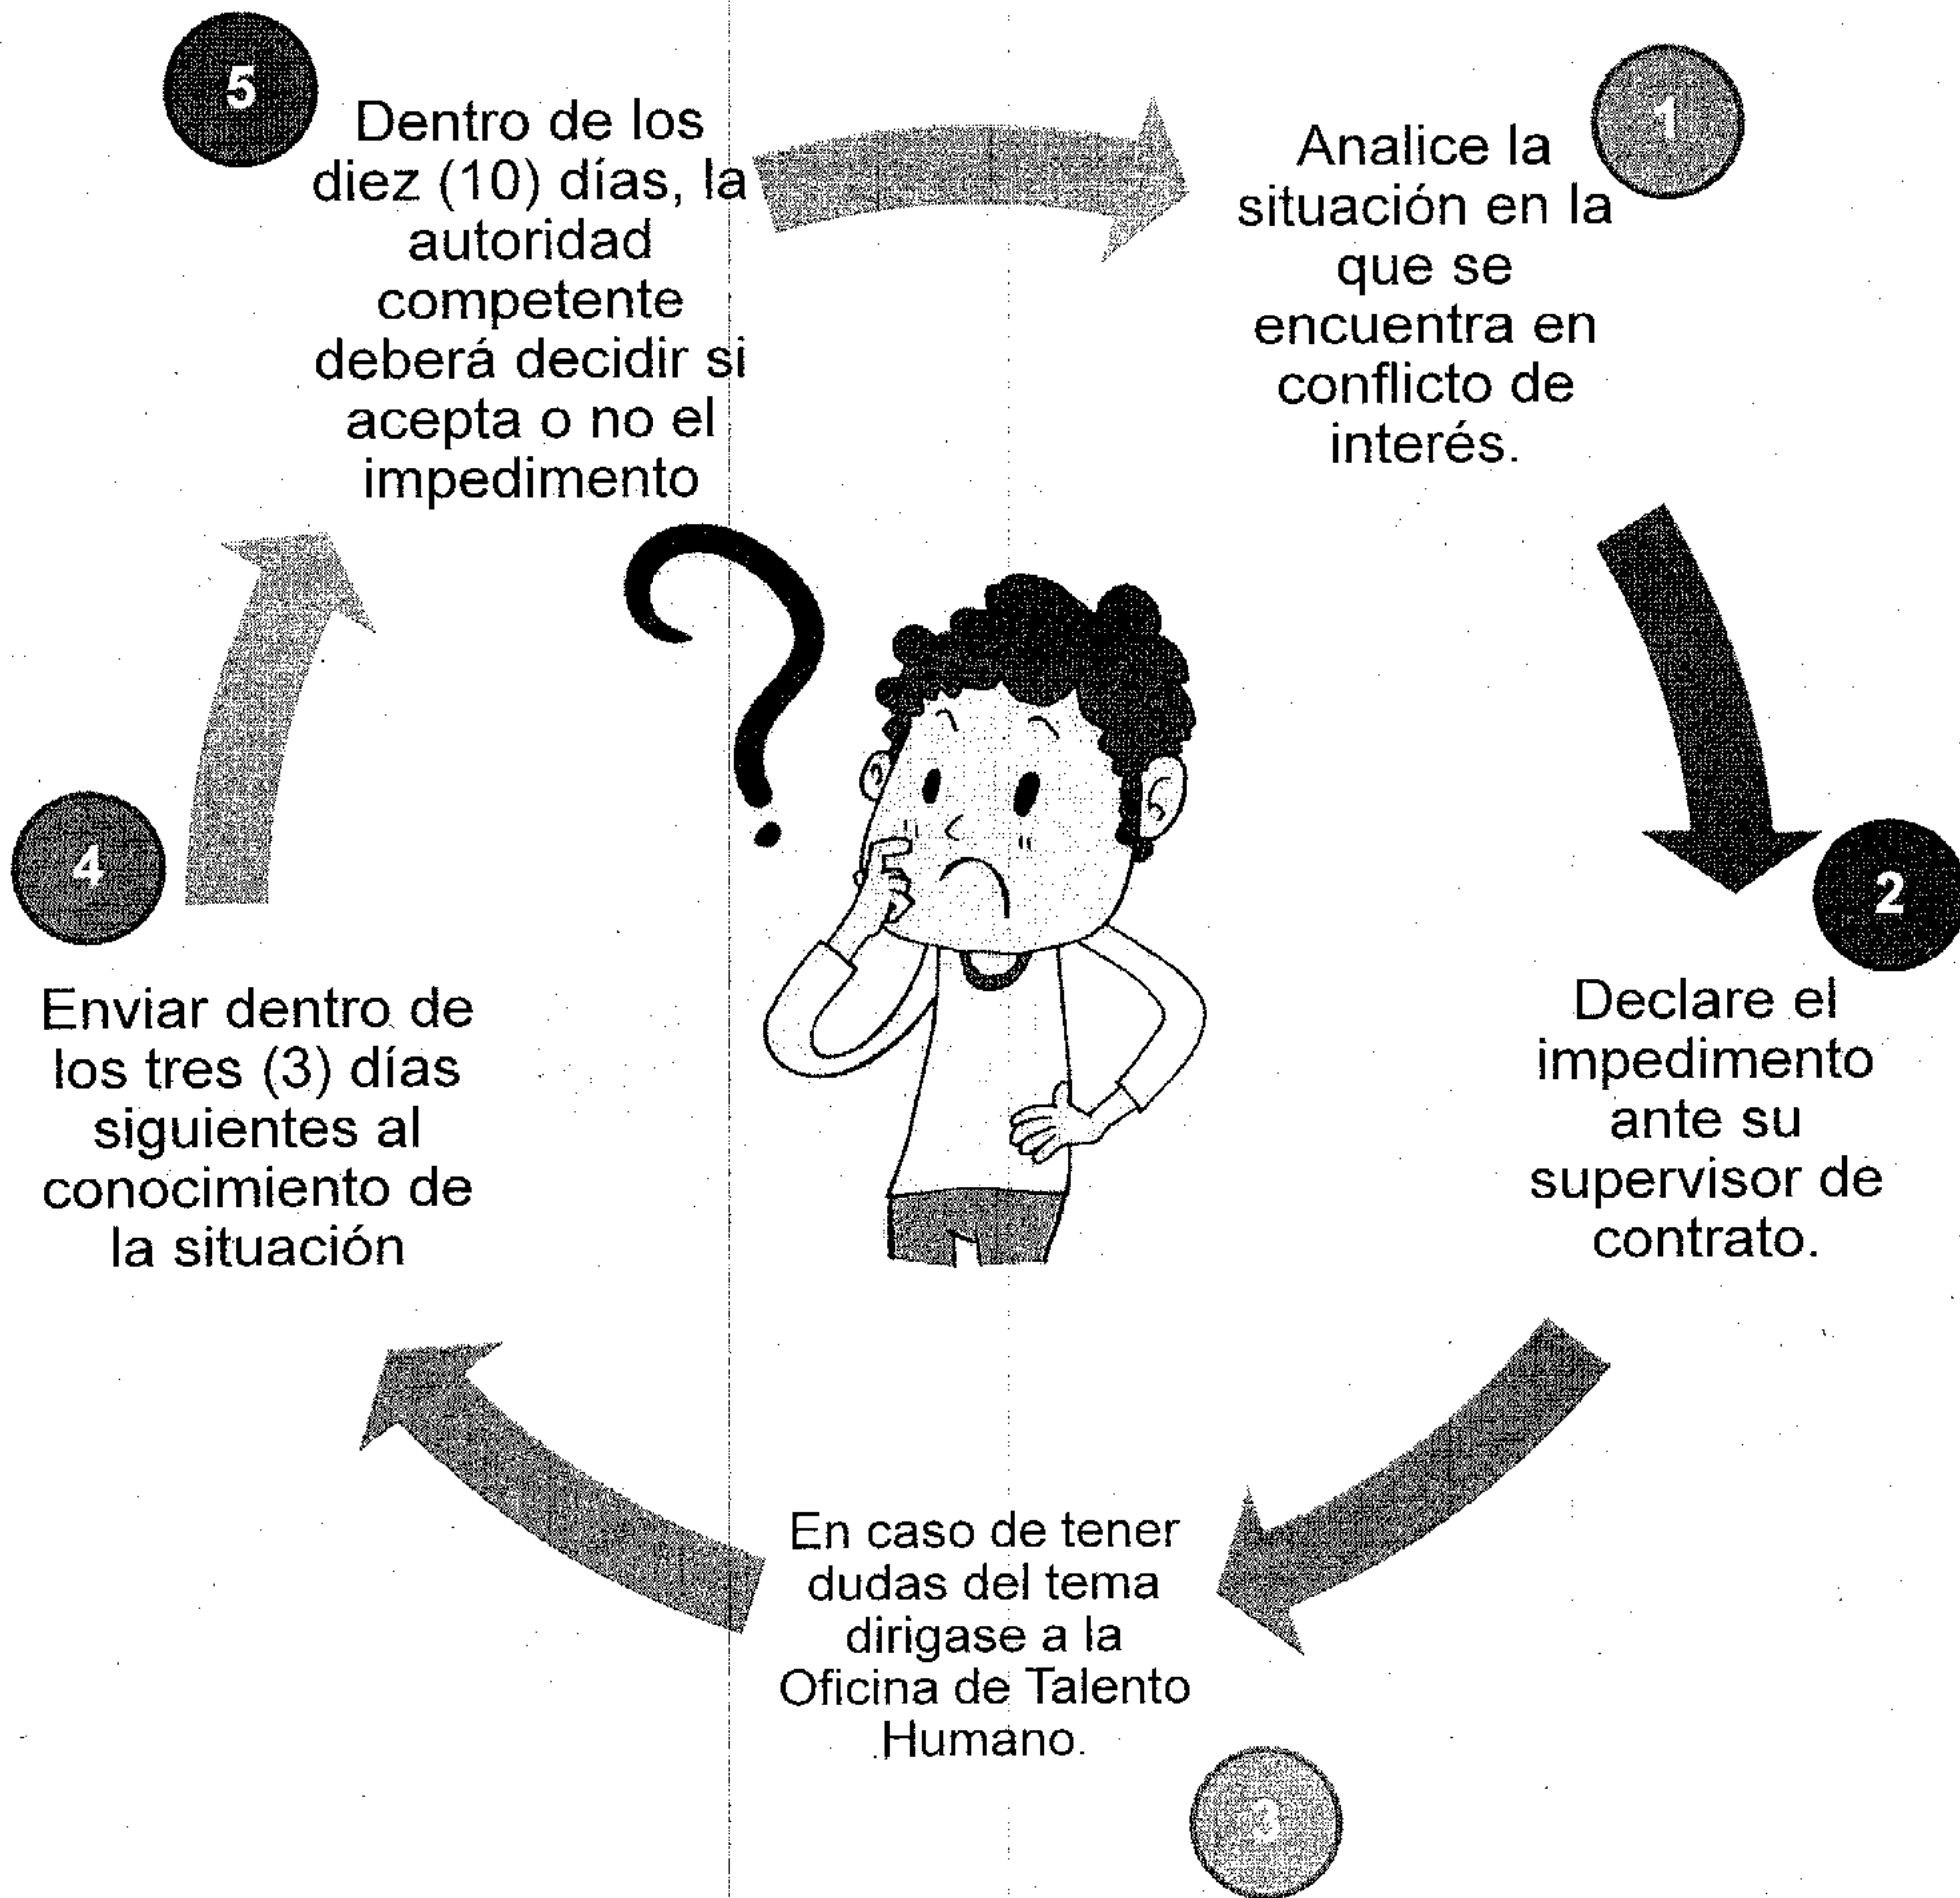 1
Analice la
situación en la
que se
encuentra en
conflicto de
interés.
2
Declare el
impedimento
ante su
supervisor de
contrato.
En caso de tener
dudas del tema
dirigase a la
Oficina de Talento
Humano.
3
4
Enviar dentro de
los tres (3) días
siguientes al
conocimiento de
la situación
5
Dentro de los
diez (10) días, la
autoridad
competente
deberá decidir si
acepta o no el
impedimento
?